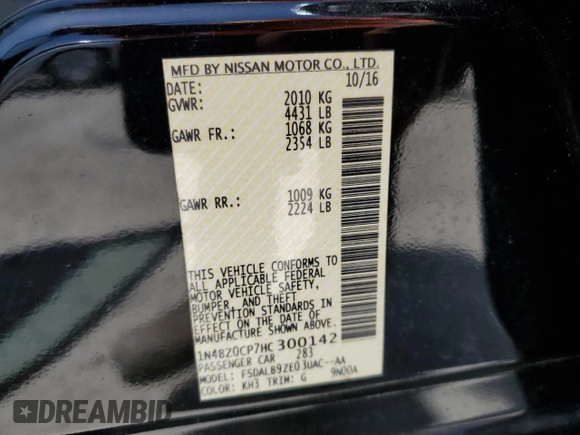 MFD BY NISSAN MOTOR CO., LTD.
DATE: 10/16
GVWR: 2010 KG
4431 LB
GAWR FR.: 1068 KG
2354 LB
GAWR RR.: 1009 KG
2224 LB
THIS VEHICLE CONFORMS TO
ALL APPLICABLE FEDERAL
MOTOR VEHICLE SAFETY,
BUMPER, AND THEFT
PREVENTION STANDARDS IN
EFFECT ON THE DATE OF
MANUFACTURE SHOWN ABOVE.
1N4BZ0CP7HC300142
PASSENGER CAR 283
MODEL: FSDALB9ZE03UAC--AA
COLOR: KH3 TRIM: G 9N00A
DREAMBID